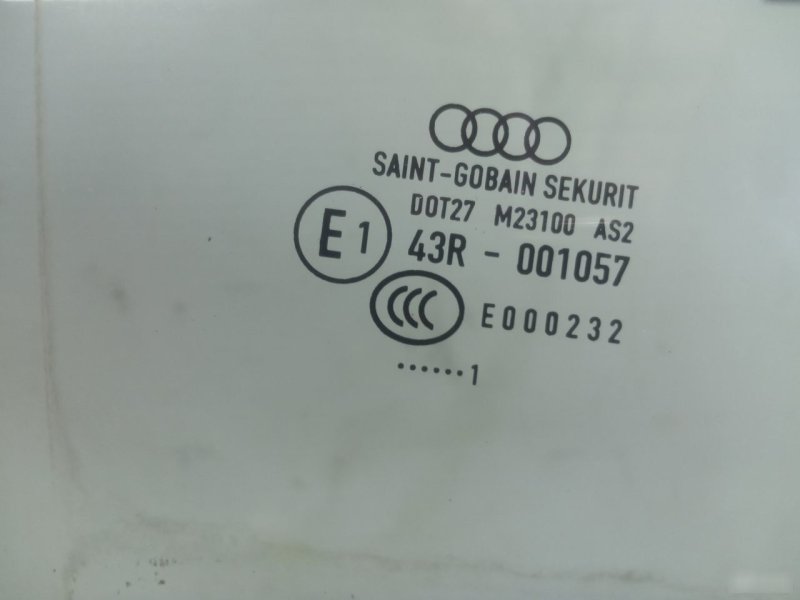 SAINT-GOBAIN SEKURIT
DOT27 M23100 AS2
E1 43R - 001057
CCC E000232
......1